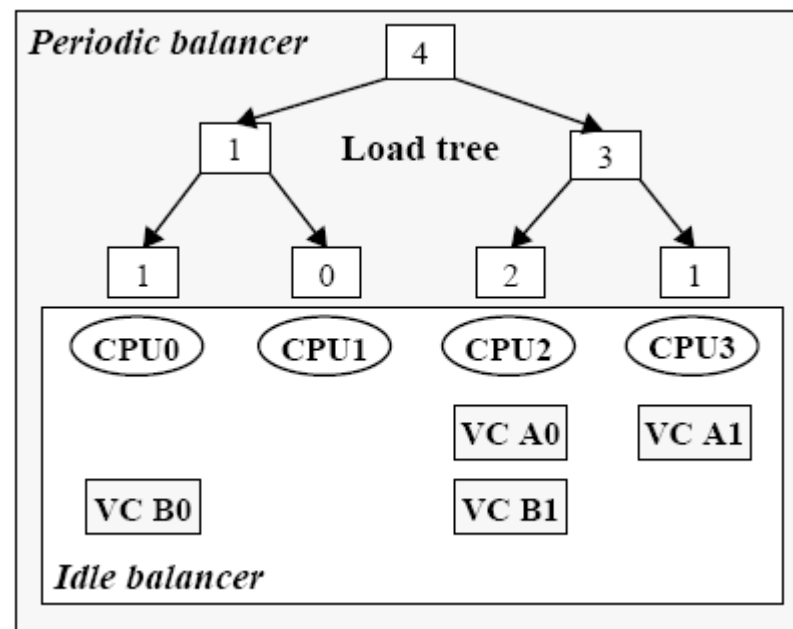 Periodic balancer
4
1
Load tree
3
1
0
2
1
CPU0
CPU1
CPU2
CPU3
VC A0
VC A1
VC B0
VC B1
Idle balancer